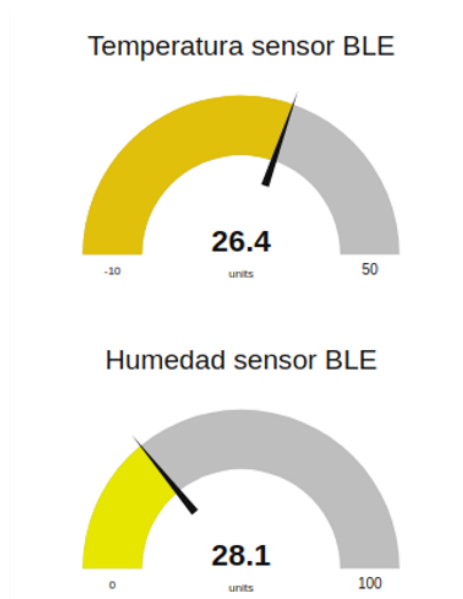 Temperatura sensor BLE
26.4
-10 units 50
Humedad sensor BLE
28.1
0 units 100